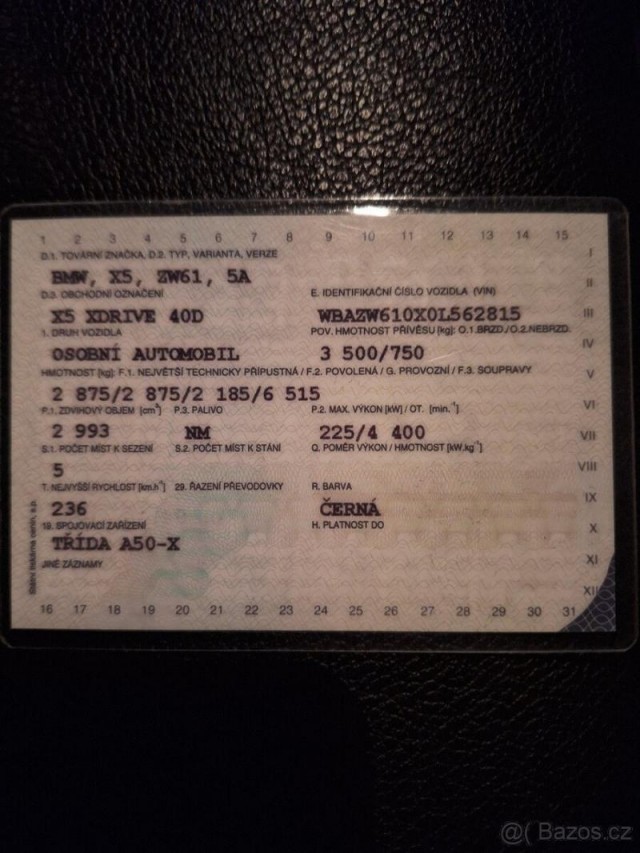 1 2 3 4 5 6 7 8 9 10 11 12 13 14 15
I
D.1. TOVÁRNÍ ZNAČKA, D.2. TYP, VARIANTA, VERZE
BMW, X5, ZW61, 5A
II
D.3. OBCHODNÍ OZNAČENÍ E. IDENTIFIKAČNÍ ČÍSLO VOZIDLA (VIN)
X5 XDRIVE 40D WBAZW610X0L562815
III
1. DRUH VOZIDLA POV. HMOTNOST PŘÍVĚSU [kg]: O.1.BRZD./O.2.NEBRZD.
OSOBNÍ AUTOMOBIL 3 500/750
IV
HMOTNOST [kg]: F.1. NEJVĚTŠÍ TECHNICKY PŘÍPUSTNÁ / F.2. POVOLENÁ / G. PROVOZNÍ / F.3. SOUPRAVY
V
2 875/2 875/2 185/6 515
P.1. ZDVIHOVÝ OBJEM [cm³] P.3. PALIVO P.2. MAX. VÝKON [kW] / OT. [min.⁻¹]
VI
2 993 NM 225/4 400
VII
S.1. POČET MÍST K SEZENÍ S.2. POČET MÍST K STÁNÍ Q. POMĚR VÝKON / HMOTNOST [kW.kg⁻¹]
5
VIII
T. NEJVYŠŠÍ RYCHLOST [km.h⁻¹] 29. ŘAZENÍ PŘEVODOVKY R. BARVA
236 ČERNÁ
IX
19. SPOJOVACÍ ZAŘÍZENÍ H. PLATNOST DO
X
TŘÍDA A50-X
XI
JINÉ ZÁZNAMY
XII
16 17 18 19 20 21 22 23 24 25 26 27 28 29 30 31
Státní tiskárna cenin, s.p.
@( Bazos.cz